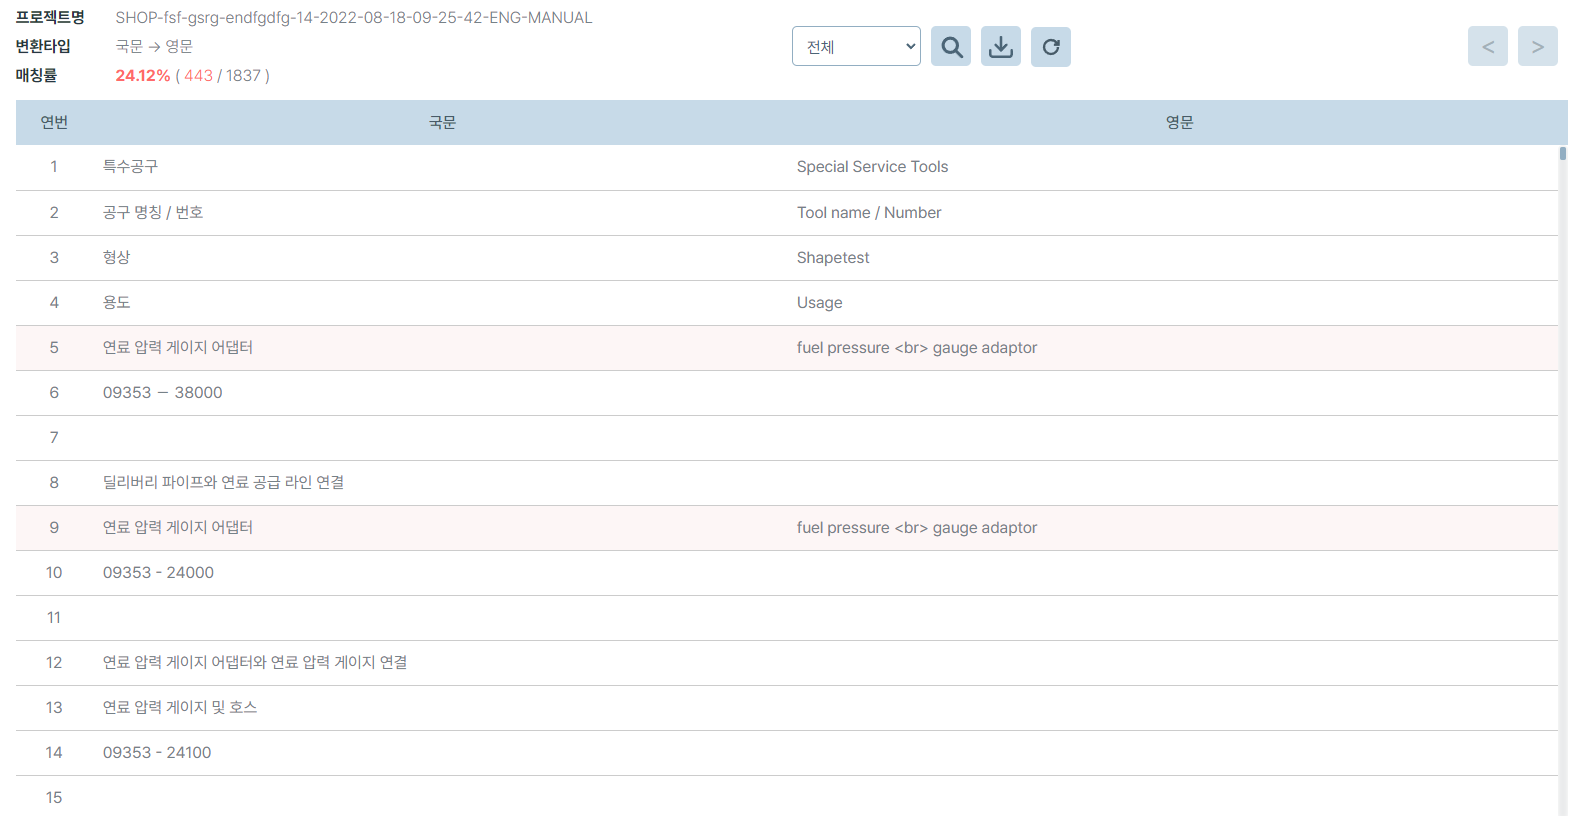 프로젝트명 SHOP-fsf-gsrg-endfgdfg-14-2022-08-18-09-25-42-ENG-MANUAL
변환타입 국문 → 영문
매칭률 24.12% ( 443 / 1837 )
전체
< >
연번 국문 영문
1 특수공구 Special Service Tools
2 공구 명칭 / 번호 Tool name / Number
3 형상 Shapetest
4 용도 Usage
5 연료 압력 게이지 어댑터 fuel pressure <br> gauge adaptor
6 09353 － 38000
7
8 딜리버리 파이프와 연료 공급 라인 연결
9 연료 압력 게이지 어댑터 fuel pressure <br> gauge adaptor
10 09353 - 24000
11
12 연료 압력 게이지 어댑터와 연료 압력 게이지 연결
13 연료 압력 게이지 및 호스
14 09353 - 24100
15